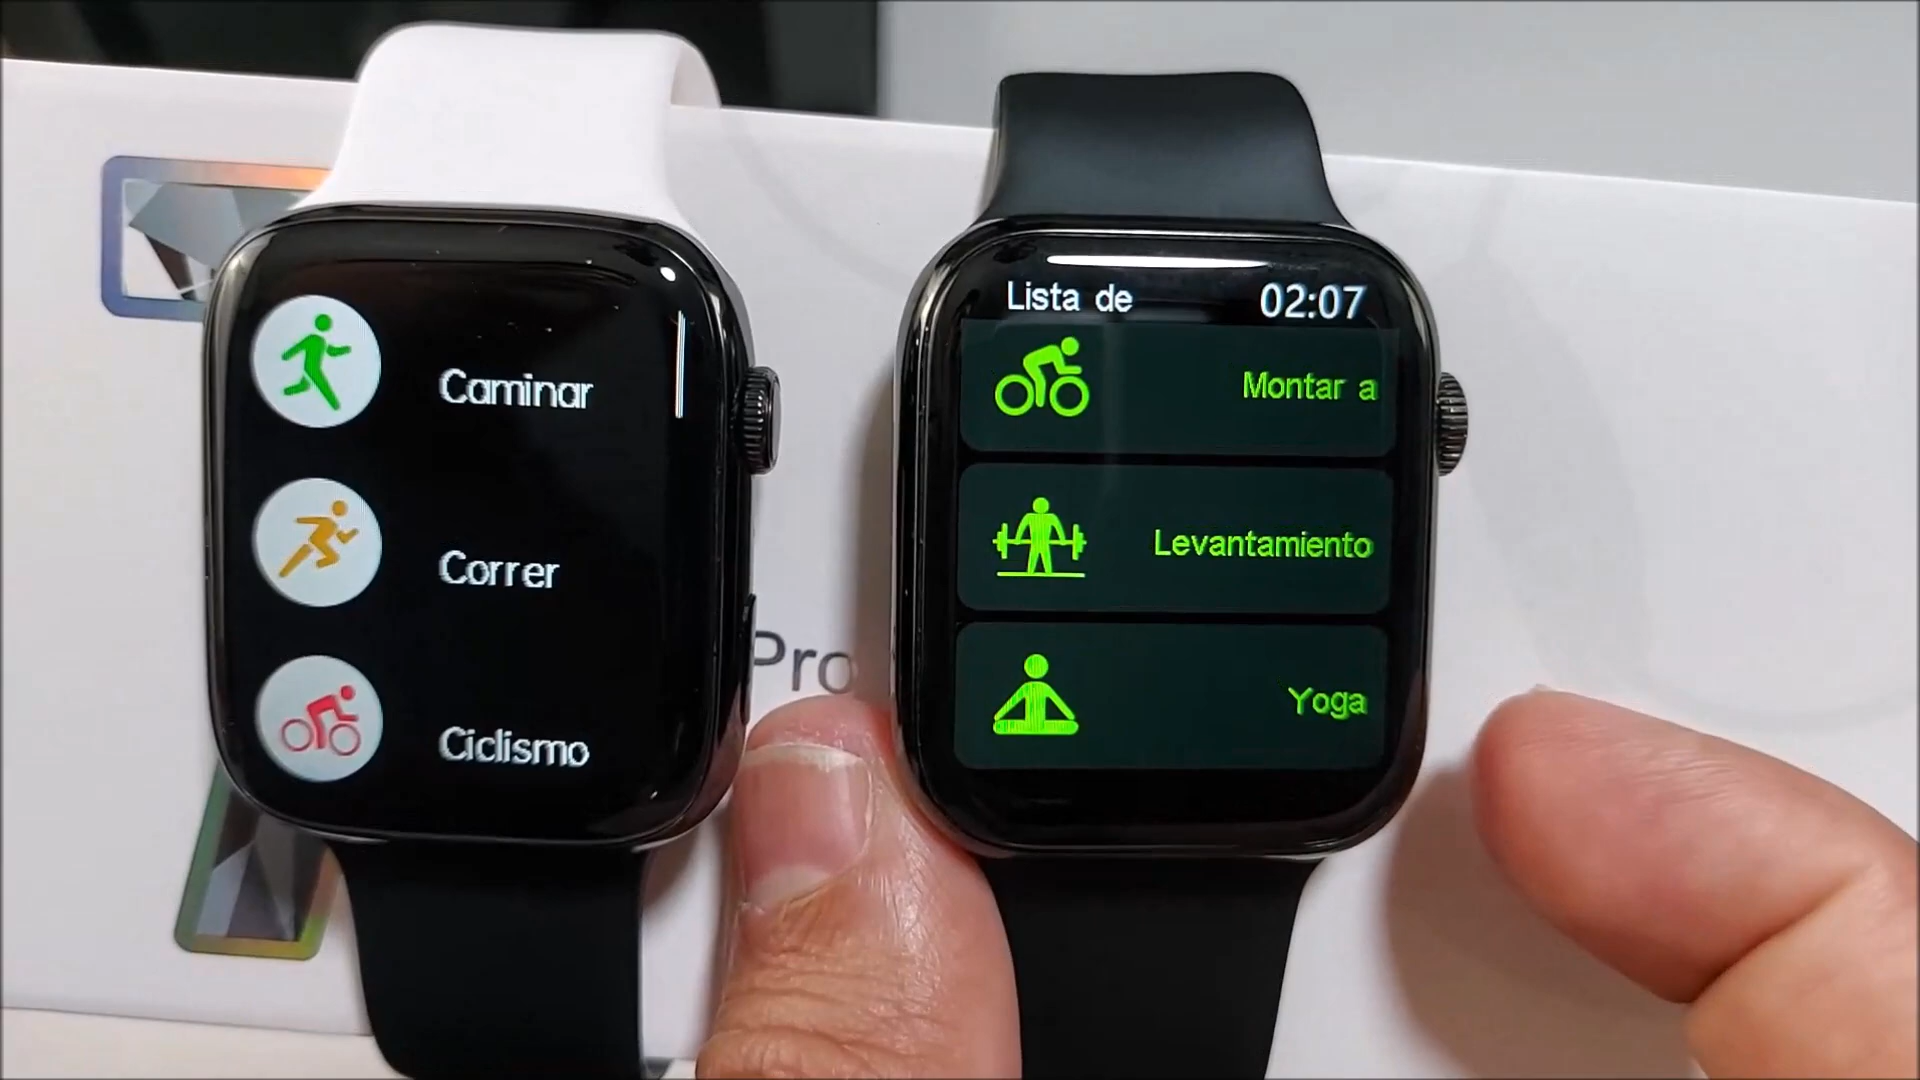 Caminar
Correr
Ciclismo
Lista de 02:07
Montar a
Levantamiento
Yoga
Pro